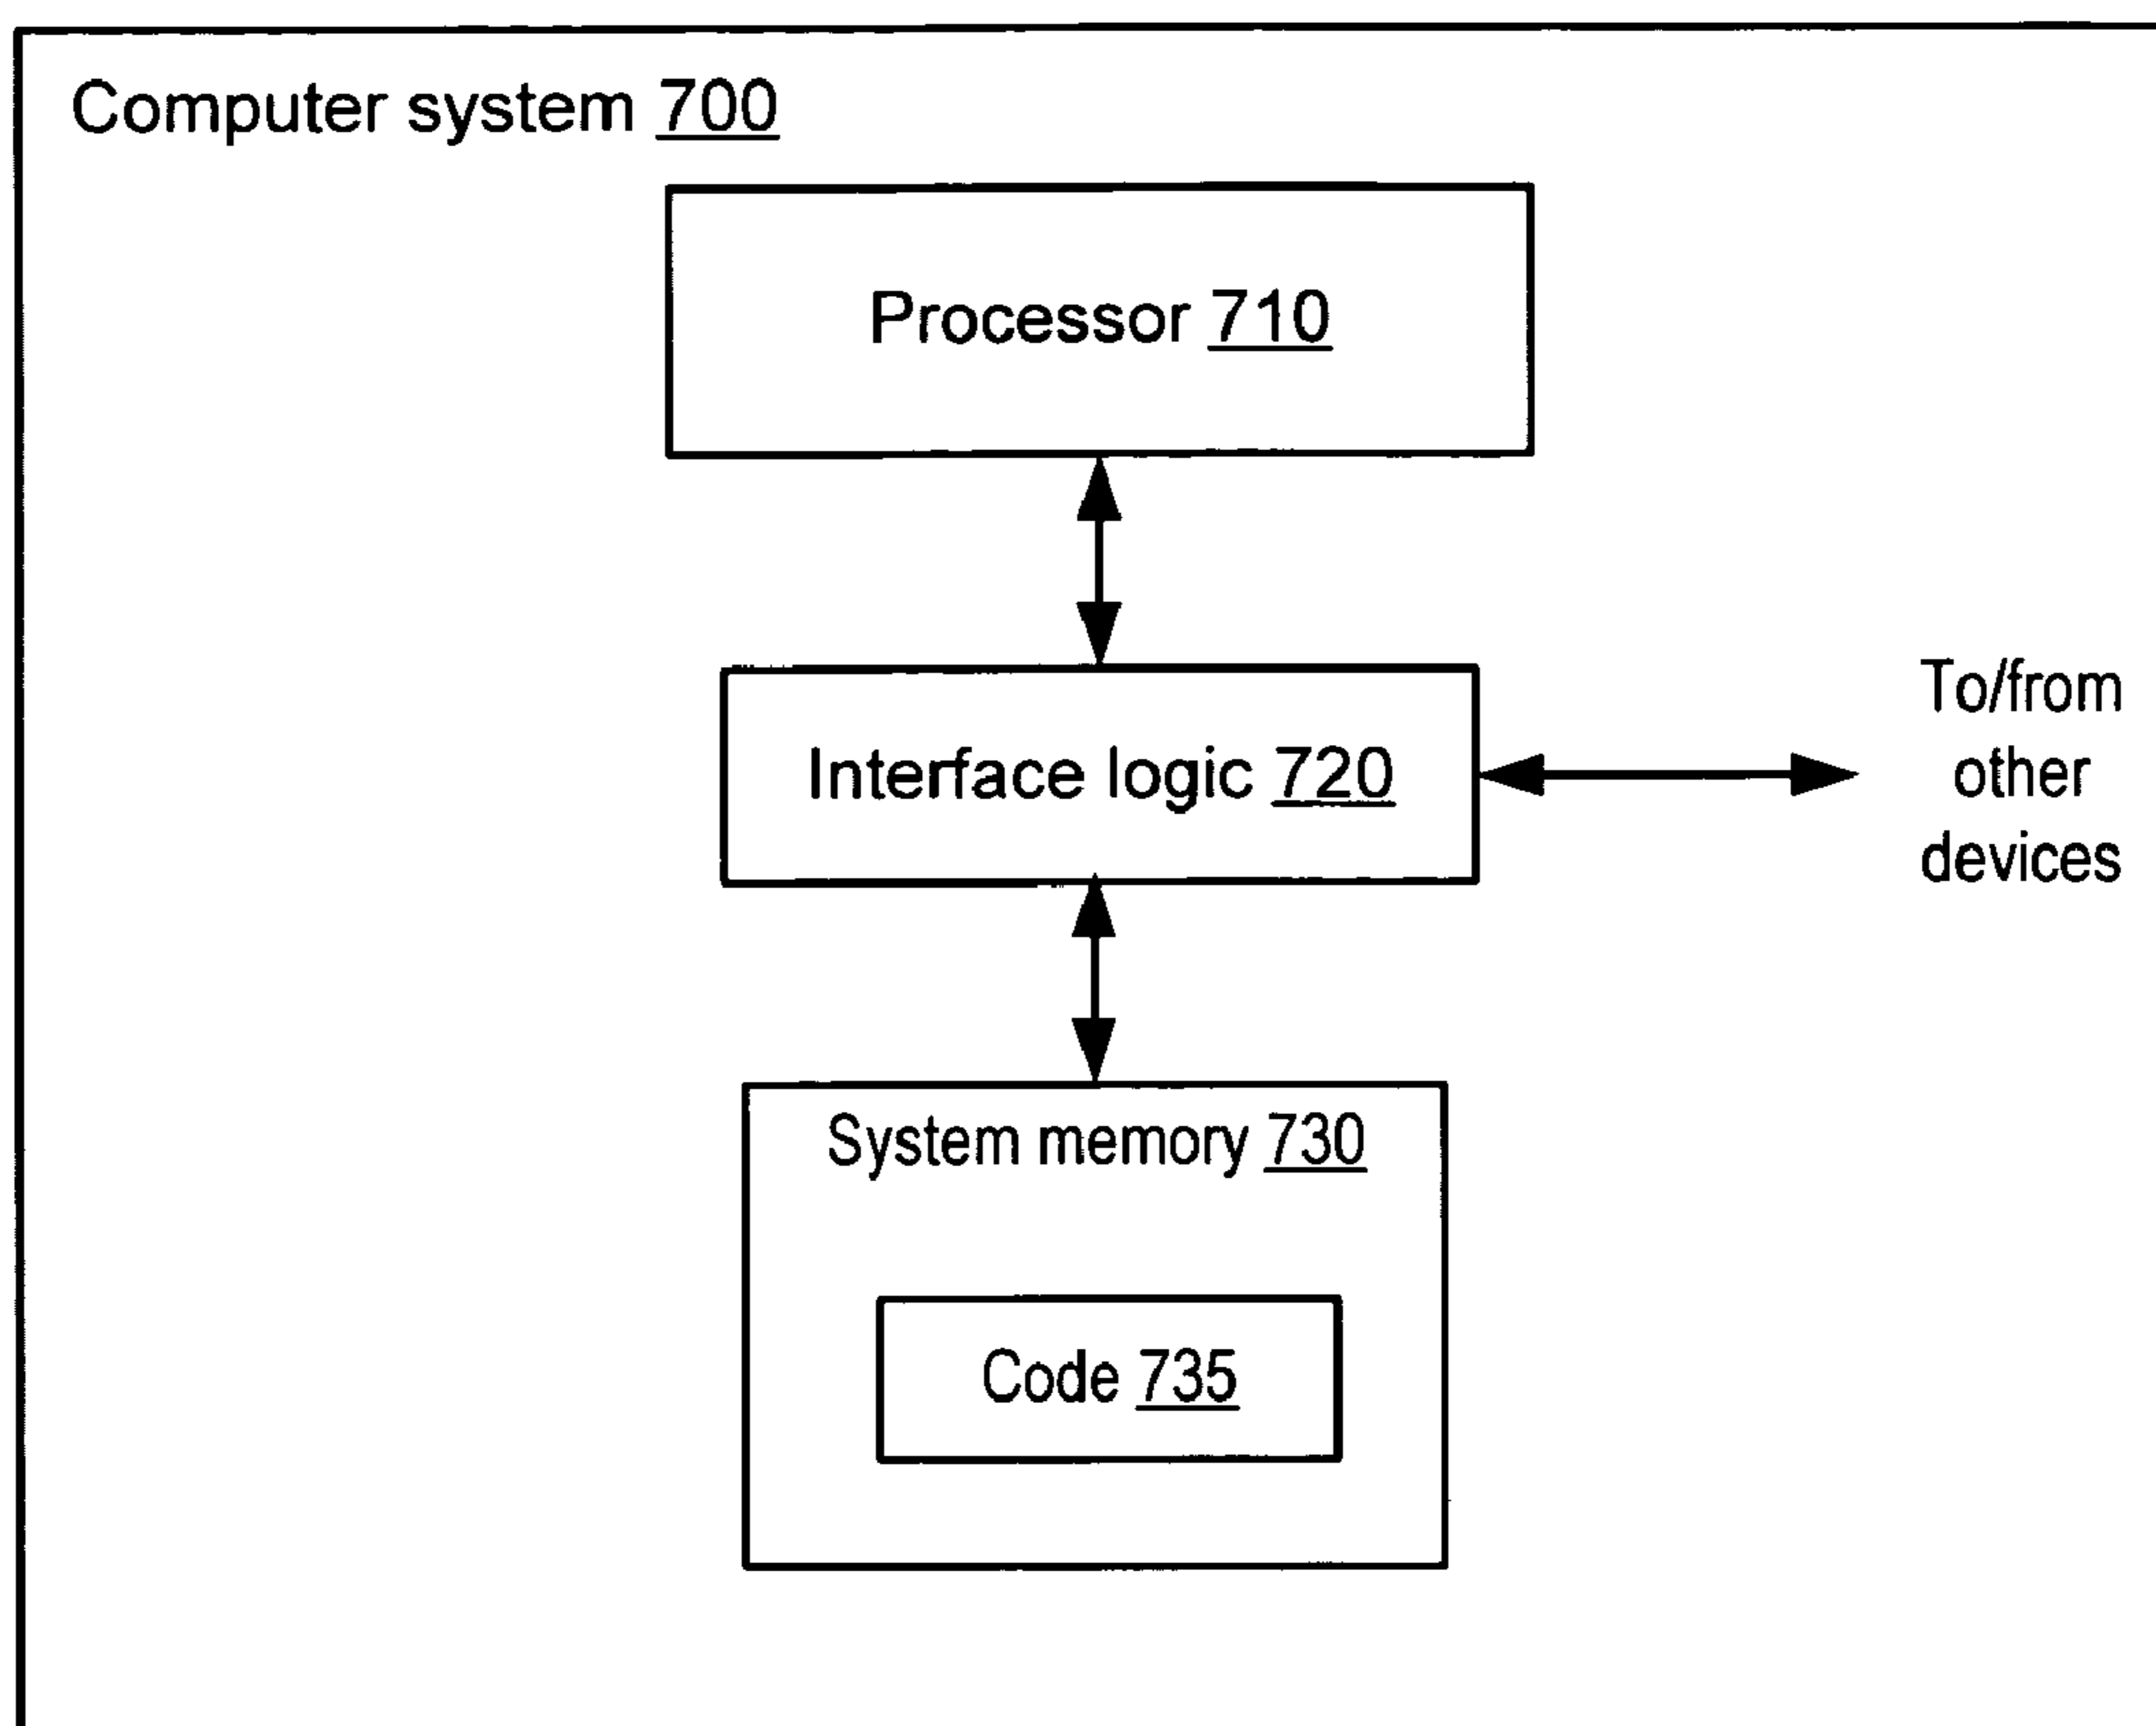 Computer system 700
Processor 710
Interface logic 720
To/from
other
devices
System memory 730
Code 735